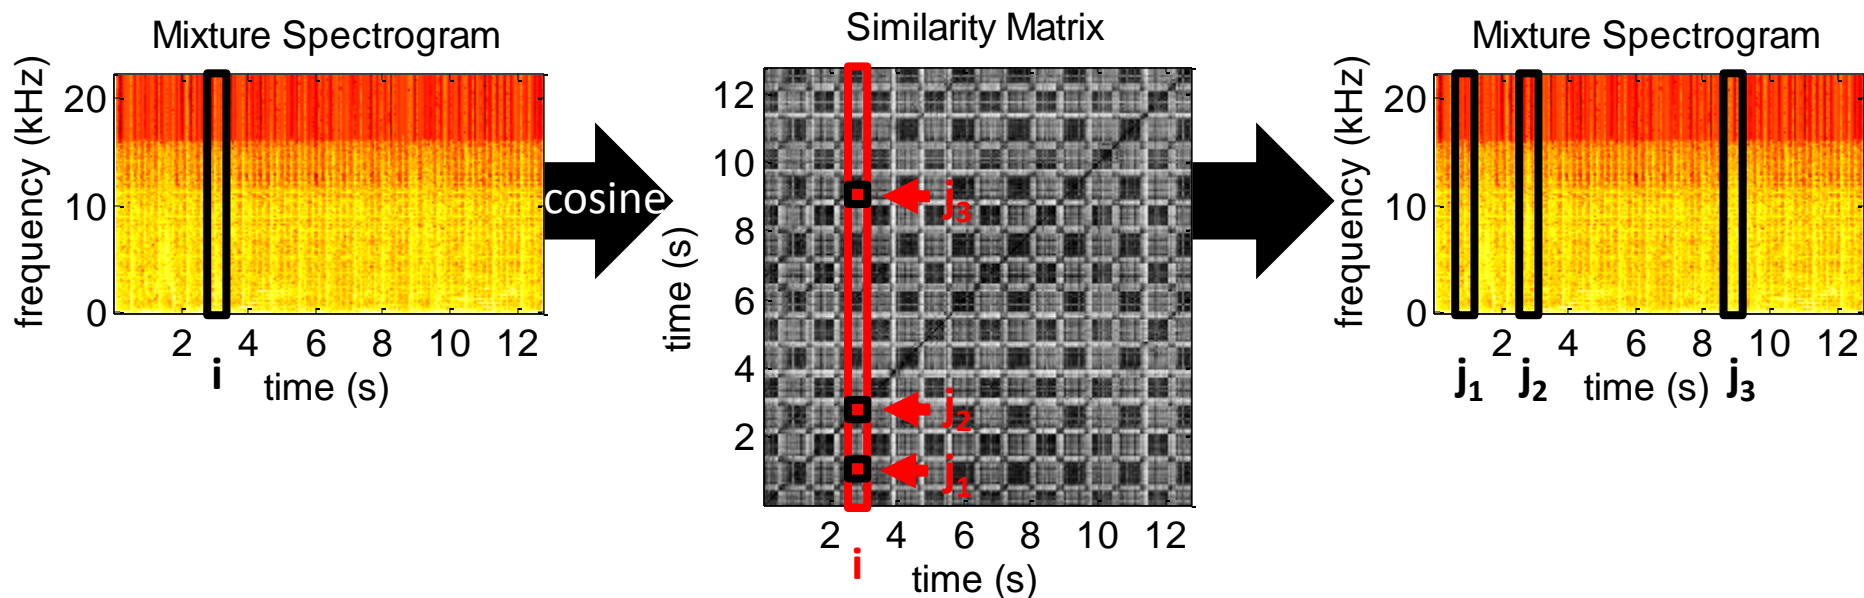 Mixture Spectrogram
frequency (kHz)
20
10
0
2 4 6 8 10 12
i
time (s)
cosine
Similarity Matrix
time (s)
12
10
8
6
4
2
j₃
j₂
j₁
2 4 6 8 10 12
i
time (s)
Mixture Spectrogram
frequency (kHz)
20
10
0
2 4 6 8 10 12
j₁ j₂ time (s) j₃